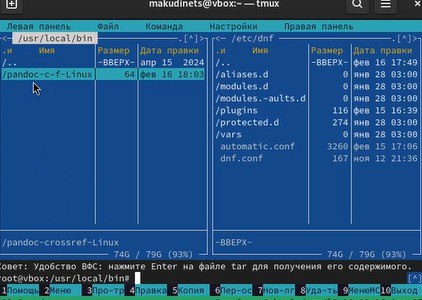 makudinets@vbox:~ — tmux
Левая панель Файл Команда Настройки Правая панель
/usr/local/bin .[^]> /etc/dnf .[^]>
.и Имя Размер Дата правки .и Имя Размер Дата правки
/.. -ВВЕРХ- апр 15 2024 /.. -ВВЕРХ- фев 16 17:49
/pandoc-c~f-Linux 64 фев 16 18:03 /aliases.d 0 янв 28 03:00
/modules.d 0 янв 28 03:00
/modules.~aults.d 0 янв 28 03:00
/plugins 116 фев 15 16:39
/protected.d 274 янв 28 03:00
/vars 0 янв 28 03:00
automatic.conf 3260 фев 15 17:06
dnf.conf 167 ноя 12 21:36
/pandoc-crossref-Linux -ВВЕРХ-
74G / 79G (93%) 74G / 79G (93%)
Совет: Удобство ВФС: нажмите Enter на файле tar для получения его содержимого.
root@vbox:/usr/local/bin# [^]
1Помощь 2Меню 3Про~тр 4Правка 5Копия 6Пер~ос 7Нов~лг 8Уда~ть 9МенюMC 10Выход